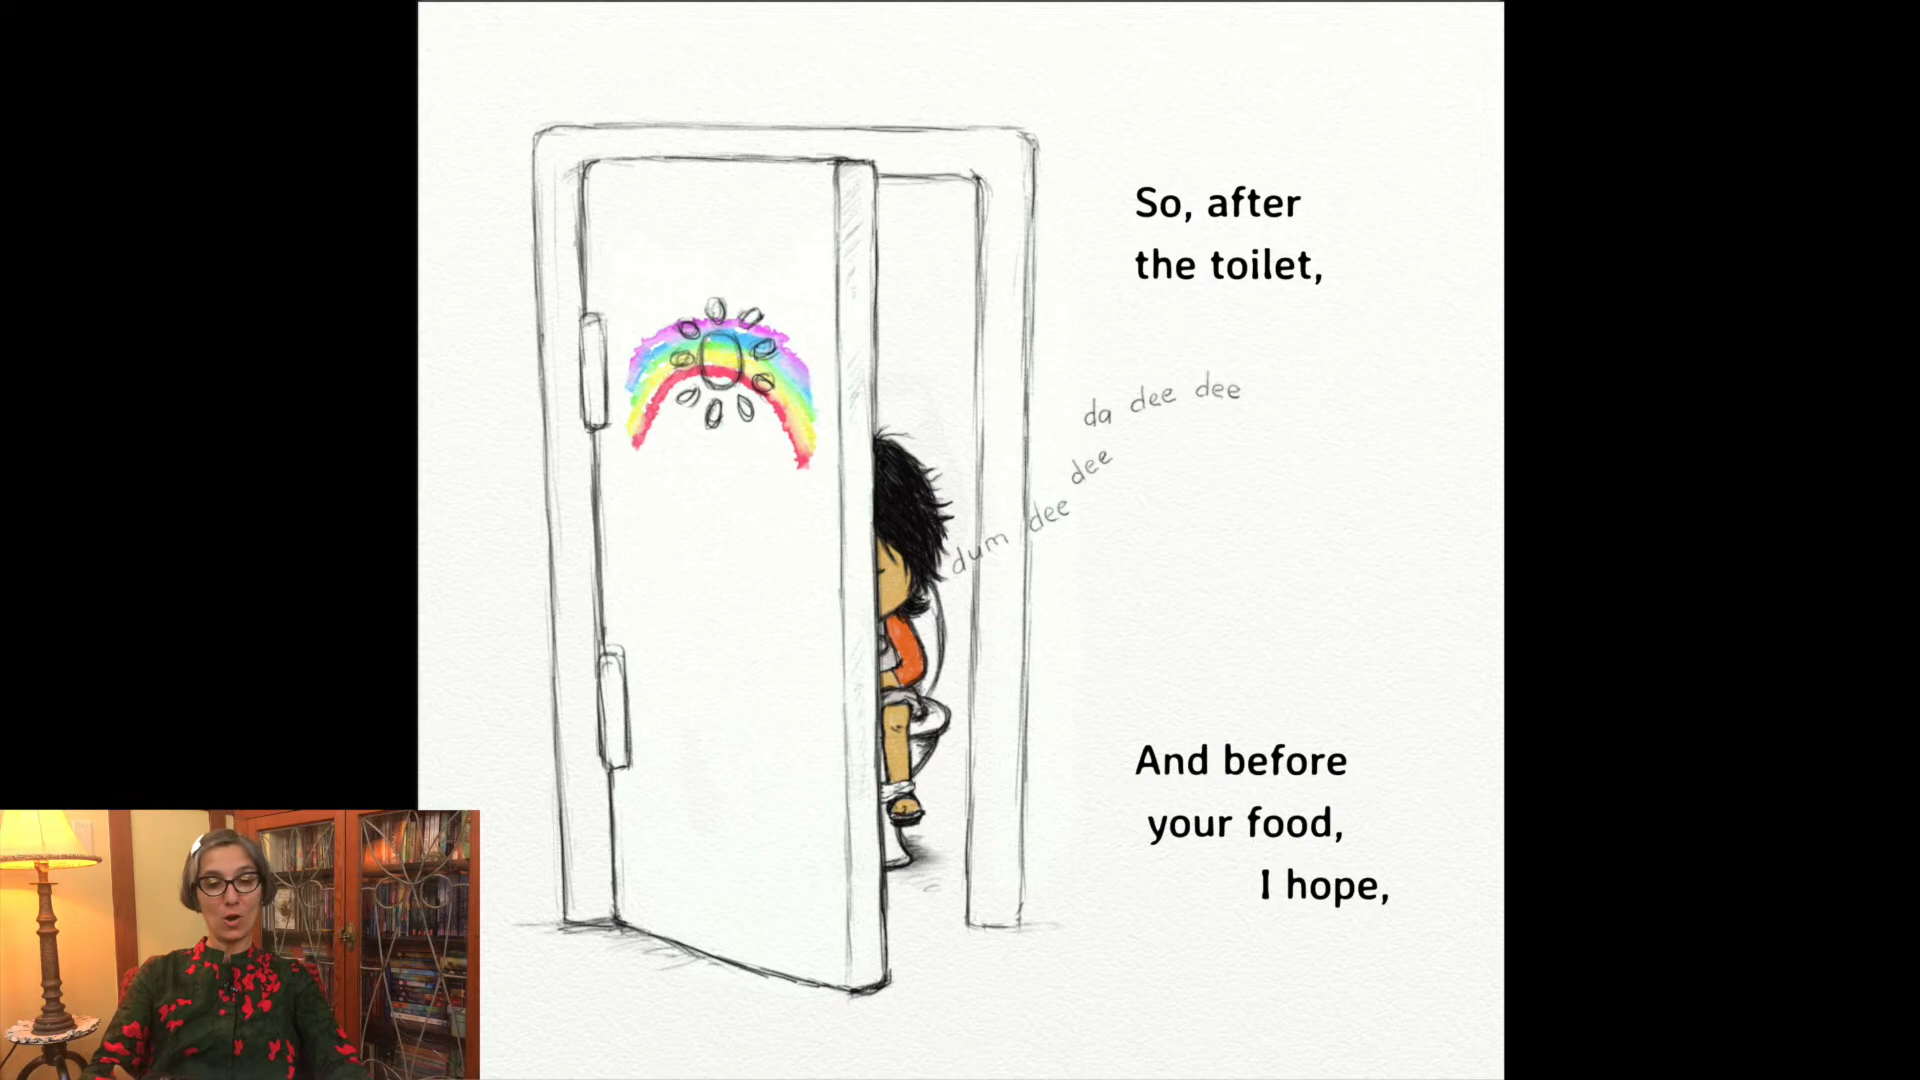 So, after
the toilet,
da dee dee
dum dee dee
And before
your food,
I hope,